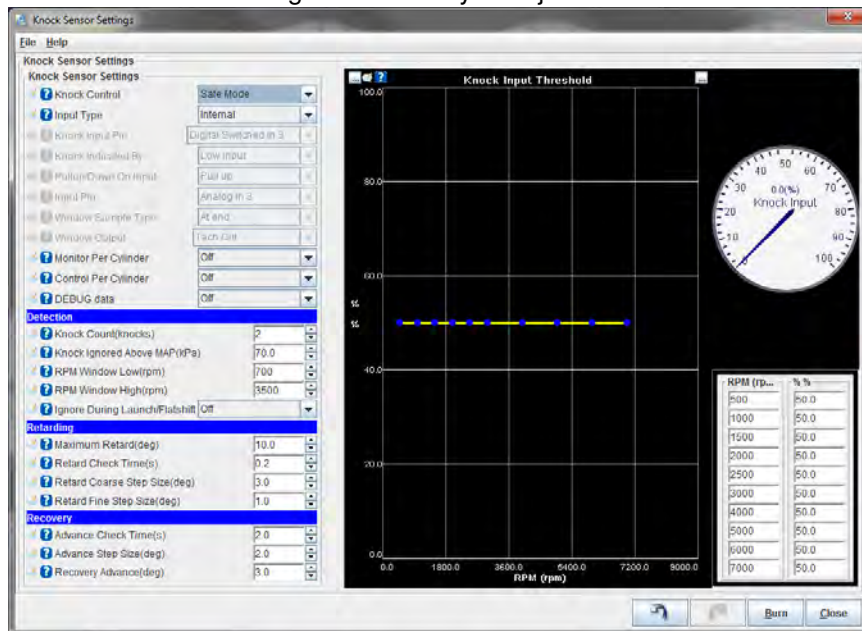 Knock Sensor Settings
File Help
Knock Sensor Settings
Knock Sensor Settings
Knock Control Safe Mode
Input Type Internal
Knock Input Pin Digital Switched In 3
Knock Indicated By Low Input
Pullup/Down On Input Pull up
Input Pin Analog In 3
Window Sample Type At end
Window Output Tach Out
Monitor Per Cylinder Off
Control Per Cylinder Off
DEBUG data Off
Detection
Knock Count(knocks) 2
Knock Ignored Above MAP(kPa) 70.0
RPM Window Low(rpm) 700
RPM Window High(rpm) 3500
Ignore During Launch/Flatshift Off
Retarding
Maximum Retard(deg) 10.0
Retard Check Time(s) 0.2
Retard Coarse Step Size(deg) 3.0
Retard Fine Step Size(deg) 1.0
Recovery
Advance Check Time(s) 2.0
Advance Step Size(deg) 2.0
Recovery Advance(deg) 3.0
... ? Knock Input Threshold ...
100.0
80.0
60.0
%
%
40.0
20.0
0.0
0.0 1800.0 3600.0 5400.0 7200.0 9000.0
RPM (rpm)
0 10 20 30 40 50 60 70 80 90 100
0.0(%)
Knock Input
RPM (rp... % %
500 50.0
1000 50.0
1500 50.0
2000 50.0
2500 50.0
3000 50.0
4000 50.0
5000 50.0
6000 50.0
7000 50.0
Burn Close